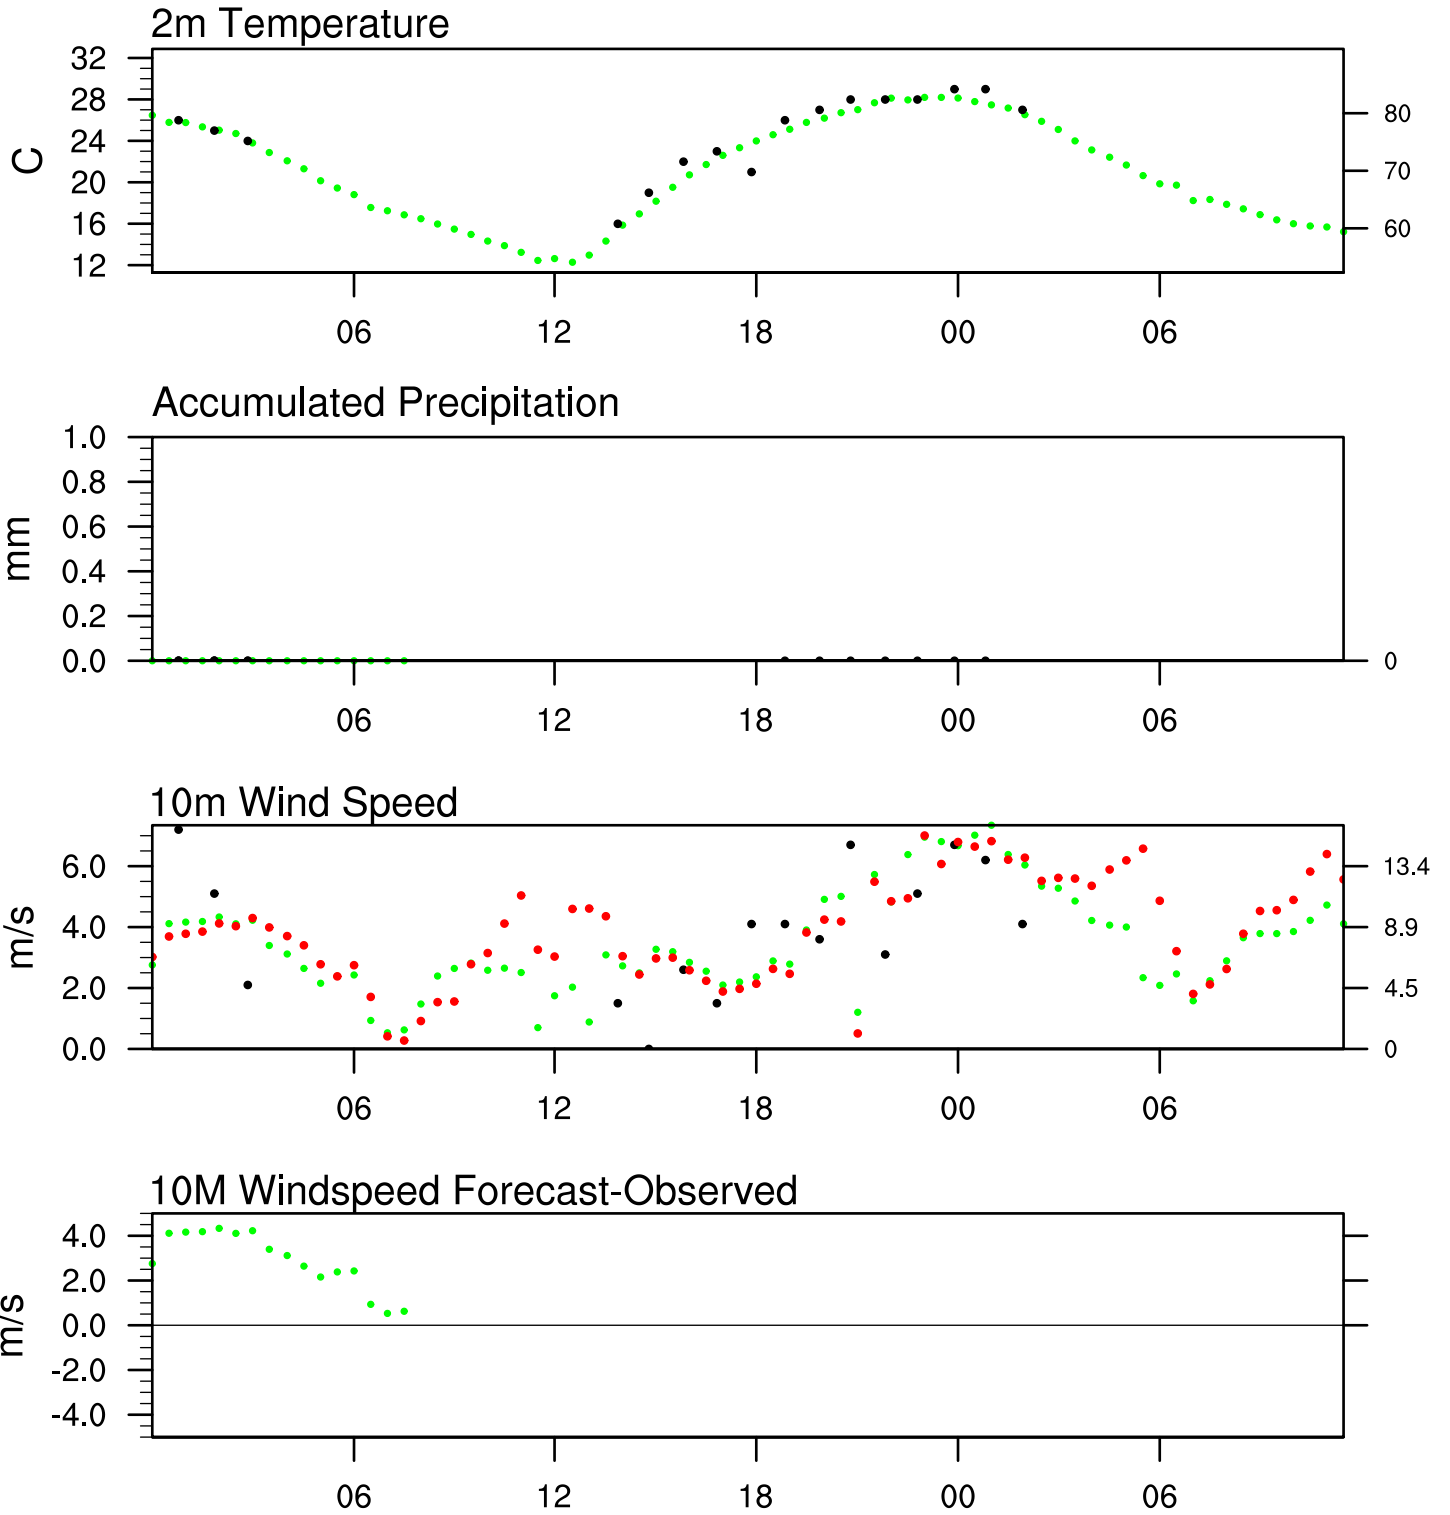 2m Temperature
32
28
24
20
16
12
C
80
70
60
06 12 18 00 06
Accumulated Precipitation
1.0
0.8
0.6
0.4
0.2
0.0
mm
0
06 12 18 00 06
10m Wind Speed
6.0
4.0
2.0
0.0
m/s
13.4
8.9
4.5
0
06 12 18 00 06
10M Windspeed Forecast-Observed
4.0
2.0
0.0
-2.0
-4.0
m/s
06 12 18 00 06